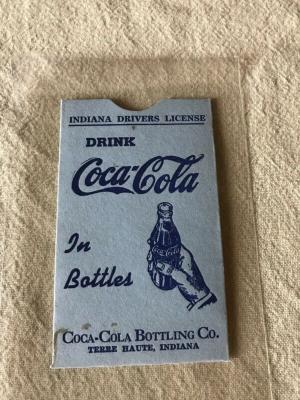 INDIANA DRIVERS LICENSE
DRINK
Coca-Cola
In
Bottles
COCA-COLA BOTTLING CO.
TERRE HAUTE, INDIANA